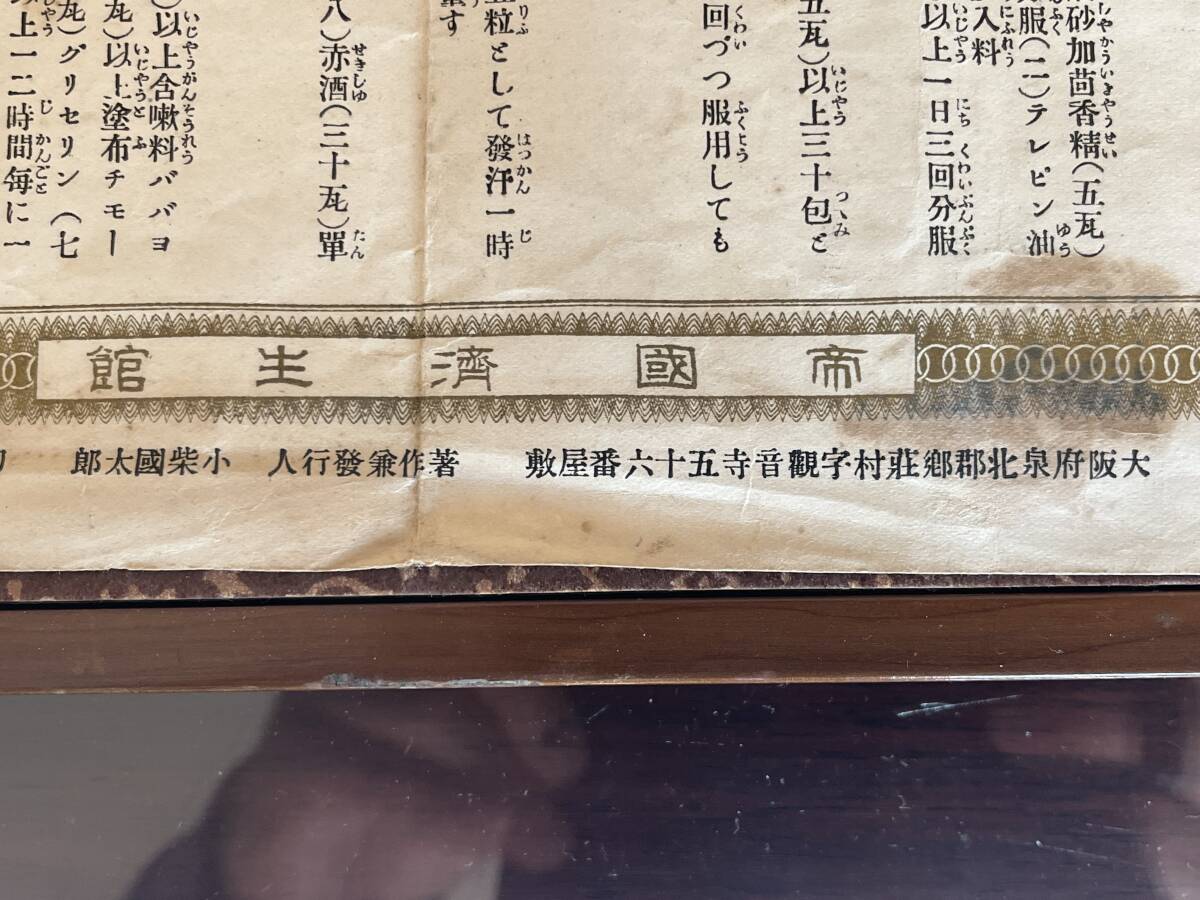 砂加茴香精(五瓦)
服(二)テレピン油
入料
以上一日三回分服
五瓦)以上三十包と
回づつ服用しても
粒として發汗一時
す
八)赤酒(三十瓦)單
)以上含嗽料ババヨ
瓦)以上塗布チモー
瓦)グリセリン(七
上一二時間每に一
帝國濟生館
大阪府泉北郡鄕莊村字觀音寺五十六番屋敷 著作兼發行人 小柴國太郎